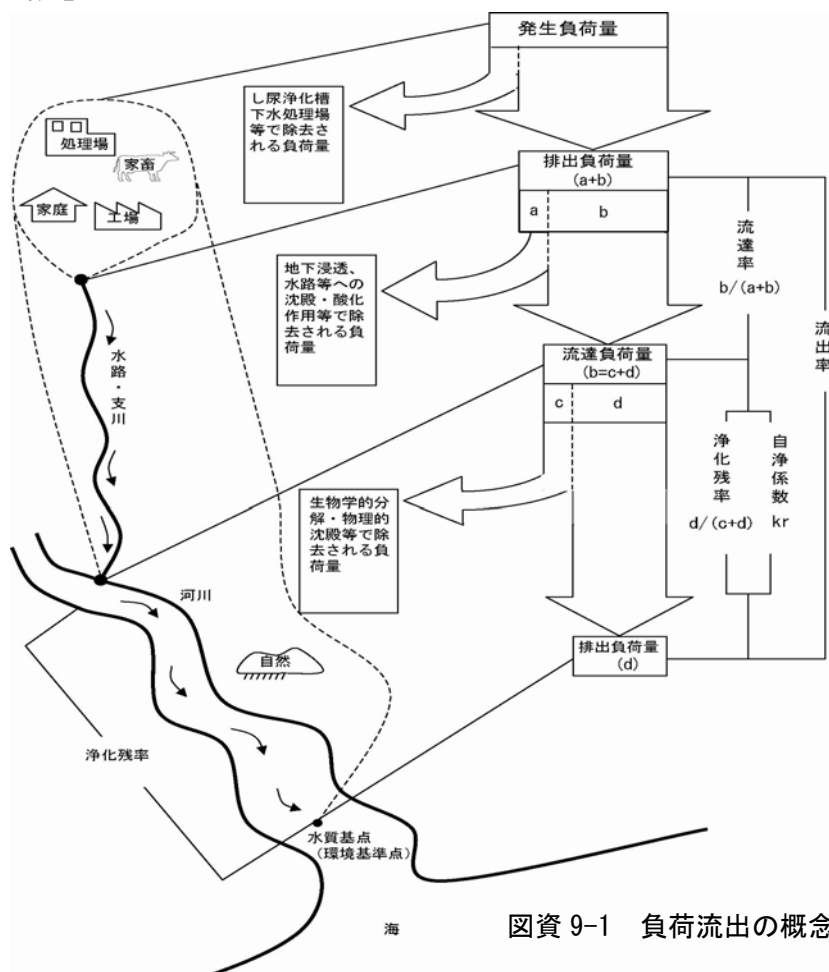 発生負荷量
し尿浄化槽
下水処理場
等で除去さ
れる負荷量
処理場
家畜
家庭
工場
排出負荷量
(a+b)
a
b
流達率
b/(a+b)
流出率
地下浸透、
水路等への
沈殿・酸化
作用等で除
去される負
荷量
水路・支川
流達負荷量
(b=c+d)
c
d
浄化残率
d/(c+d)
自浄係数
kr
生物学的分
解・物理的
沈殿等で除
去される負
荷量
河川
自然
排出負荷量
(d)
浄化残率
水質基点
(環境基準点)
海
図資 9-1 負荷流出の概念